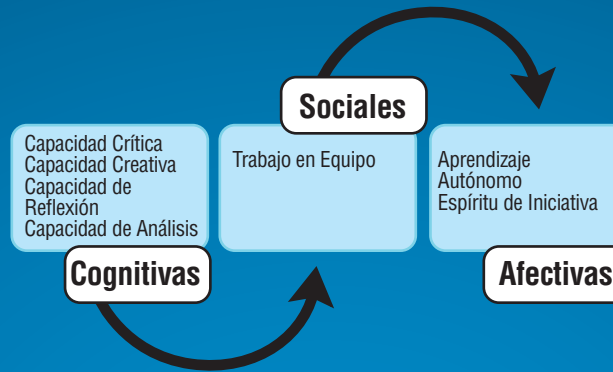 Sociales
Capacidad Crítica
Capacidad Creativa
Capacidad de
Reflexión
Capacidad de Análisis
Cognitivas
Trabajo en Equipo
Aprendizaje
Autónomo
Espíritu de Iniciativa
Afectivas